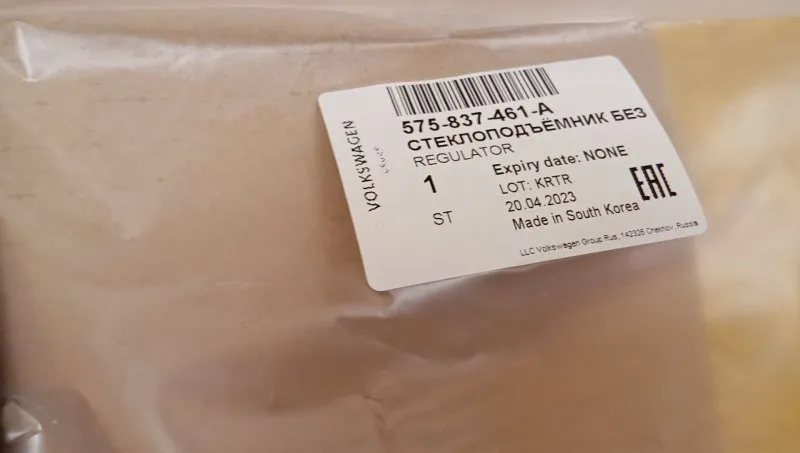 VOLKSWAGEN
575-837-461-A
СТЕКЛОПОДЪЁМНИК БЕЗ
REGULATOR
1
Expiry date: NONE
LOT: KRTR
ST
20.04.2023
Made in South Korea
EAC
LLC Volkswagen Group Rus, 142326 Chekhov, Russia